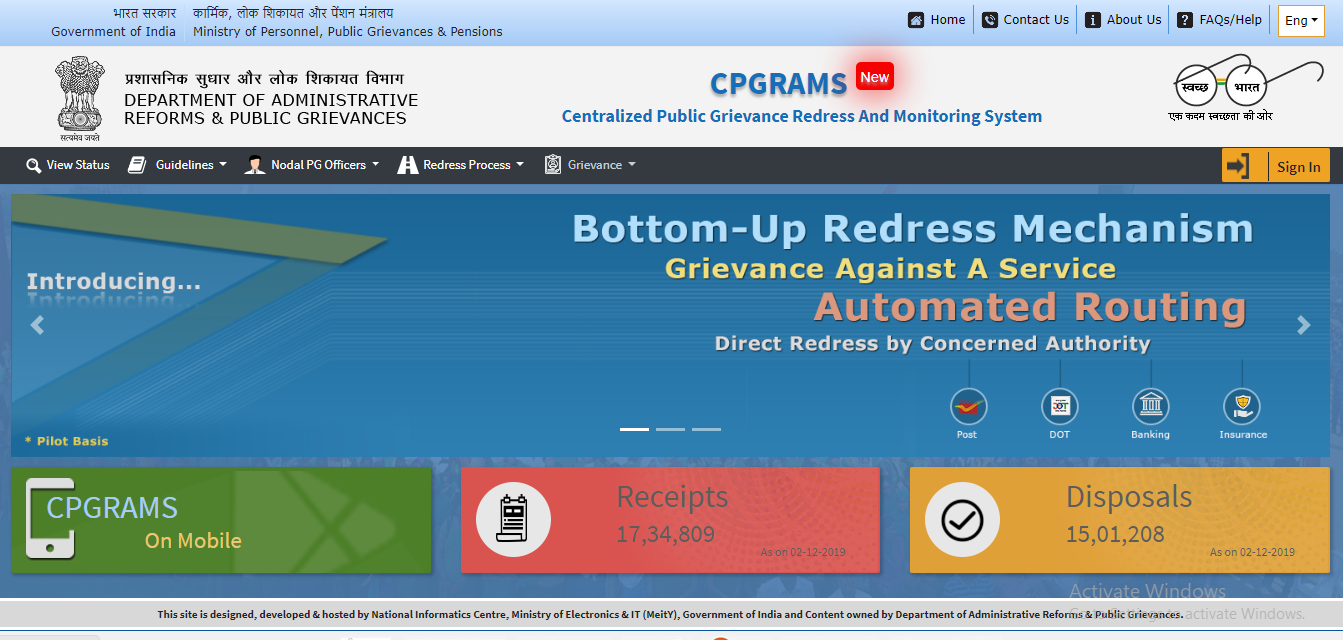 भारत सरकार
Government of India
कार्मिक, लोक शिकायत और पेंशन मंत्रालय
Ministry of Personnel, Public Grievances & Pensions
Home
Contact Us
About Us
FAQs/Help
Eng
सत्यमेव जयते
प्रशासनिक सुधार और लोक शिकायत विभाग
DEPARTMENT OF ADMINISTRATIVE
REFORMS & PUBLIC GRIEVANCES
CPGRAMS New
Centralized Public Grievance Redress And Monitoring System
स्वच्छ भारत
एक कदम स्वच्छता की ओर
View Status
Guidelines
Nodal PG Officers
Redress Process
Grievance
Sign In
Introducing...
Bottom-Up Redress Mechanism
Grievance Against A Service
Automated Routing
Direct Redress by Concerned Authority
DOT
Post
DOT
Banking
Insurance
* Pilot Basis
CPGRAMS
On Mobile
Receipts
17,34,809
As on 02-12-2019
Disposals
15,01,208
As on 02-12-2019
Activate Windows
Go to Settings to activate Windows.
This site is designed, developed & hosted by National Informatics Centre, Ministry of Electronics & IT (MeitY), Government of India and Content owned by Department of Administrative Reforms & Public Grievances.